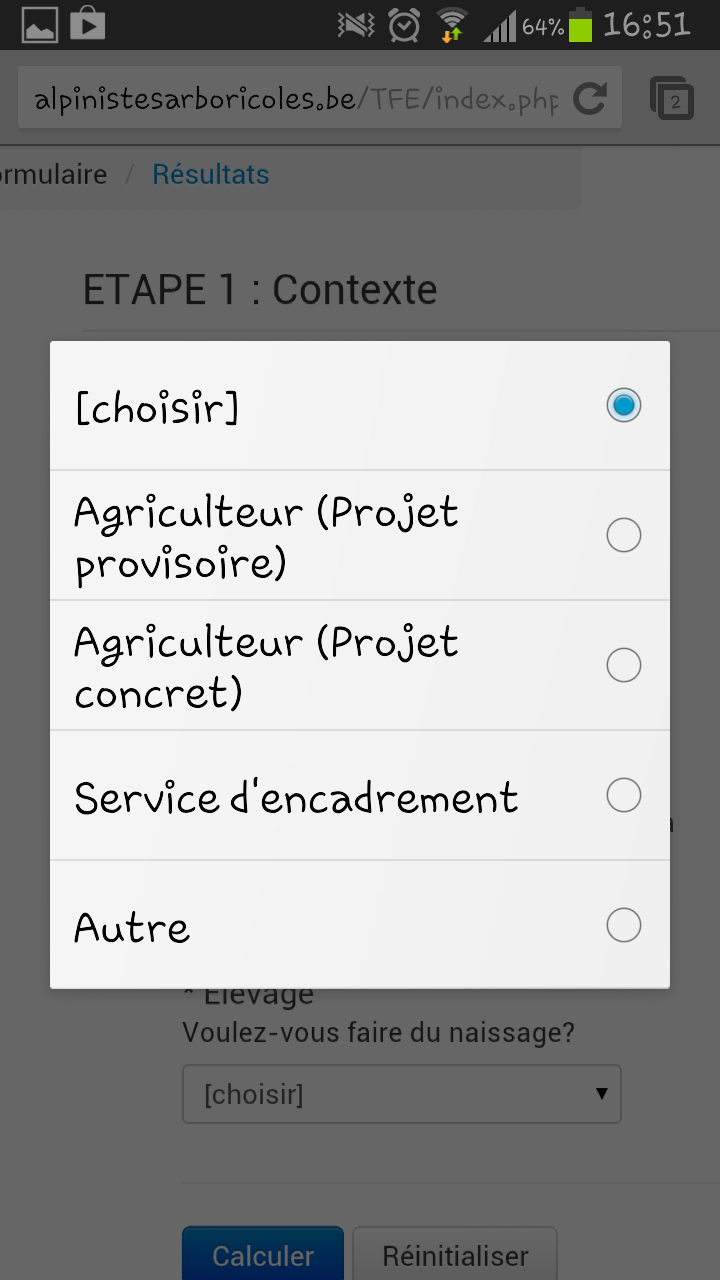 64% 16:51
alpinistesarboricoles.be/TFE/index.php
2
ormulaire / Résultats
ETAPE 1 : Contexte
[choisir]
Agriculteur (Projet
provisoire)
Agriculteur (Projet
concret)
Service d'encadrement
Autre
* Elevage
Voulez-vous faire du naissage?
[choisir]
Calculer Réinitialiser